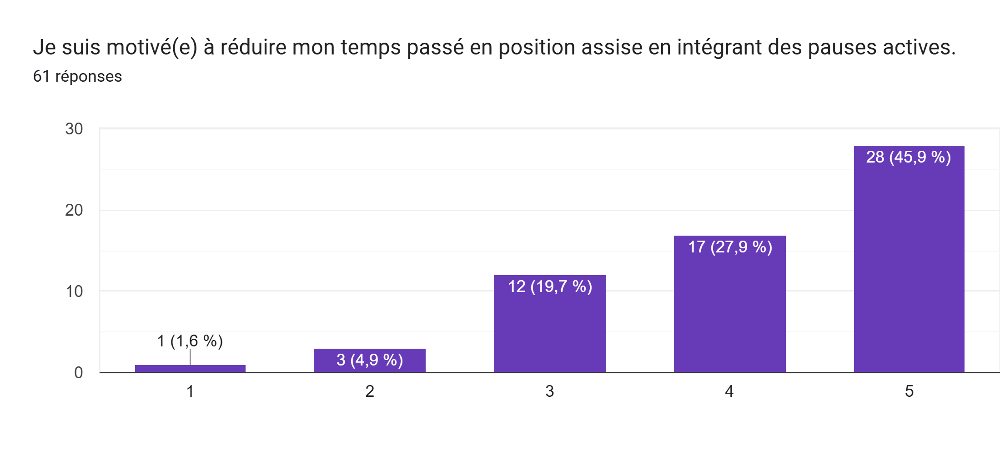 Je suis motivé(e) à réduire mon temps passé en position assise en intégrant des pauses actives.
61 réponses
30
20
10
0
1 (1,6 %)
3 (4,9 %)
12 (19,7 %)
17 (27,9 %)
28 (45,9 %)
1
2
3
4
5